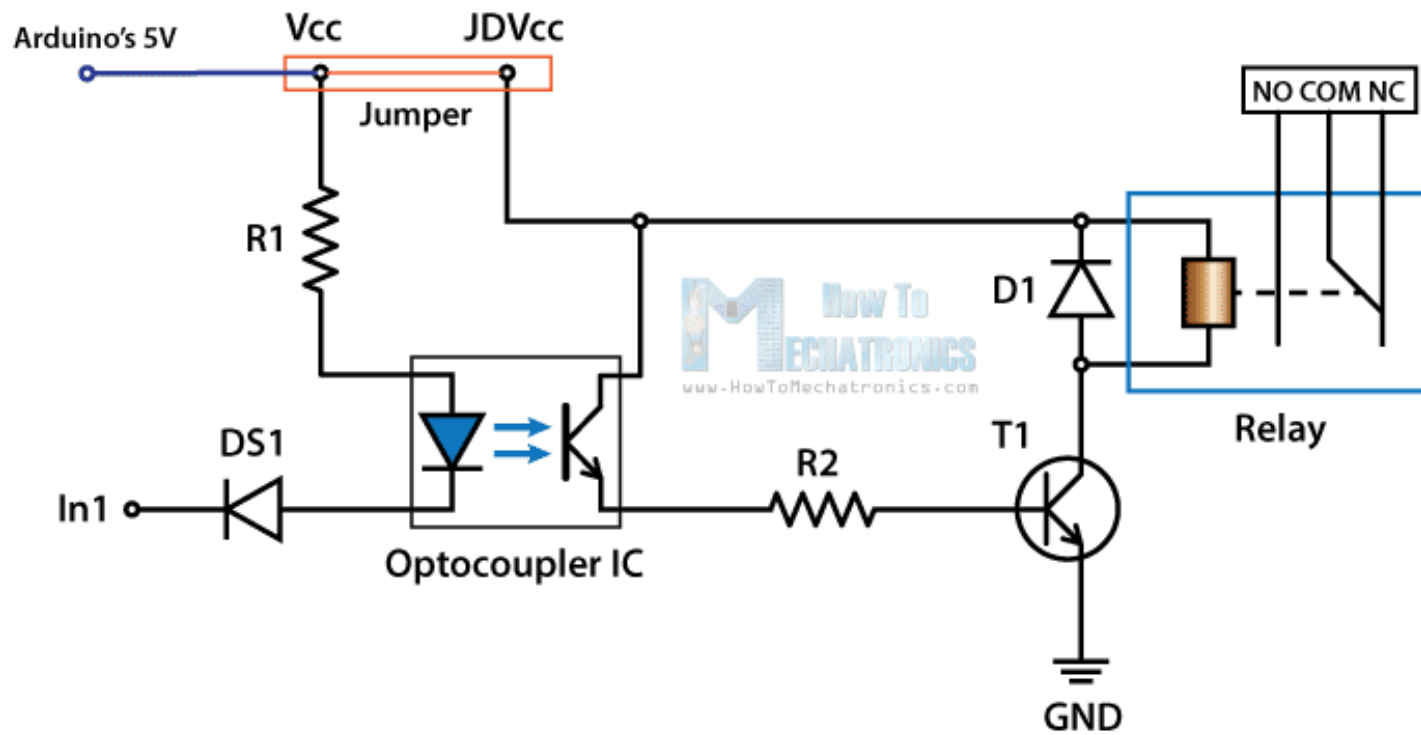 Vcc
JDVcc
Arduino's 5V
Jumper
NO COM NC
R1
D1
How To
MECHATRONICS
www.HowToMechatronics.com
Relay
DS1
T1
R2
In1
Optocoupler IC
GND